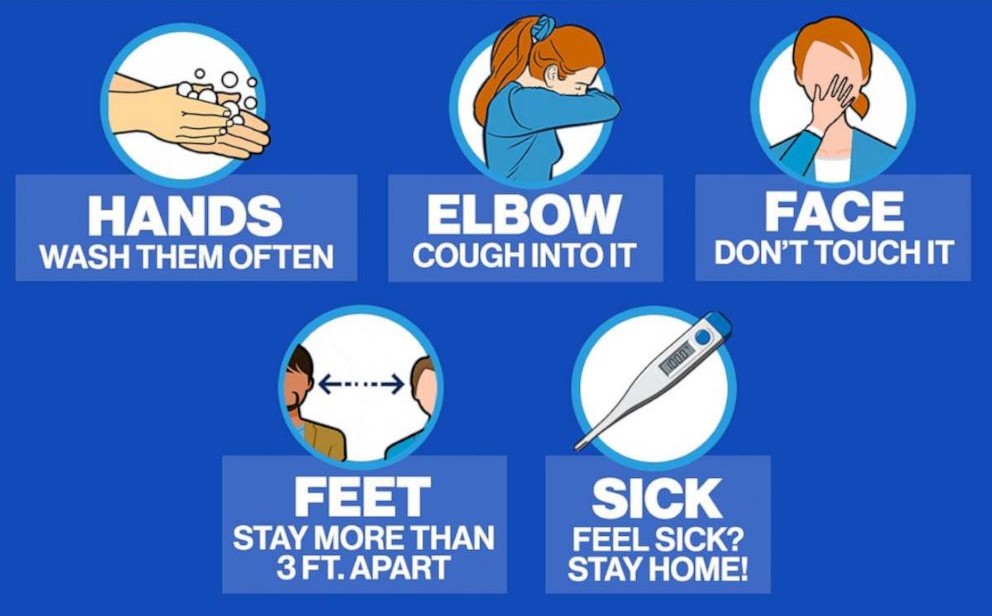 HANDS
WASH THEM OFTEN
ELBOW
COUGH INTO IT
FACE
DON'T TOUCH IT
FEET
STAY MORE THAN
3 FT. APART
SICK
FEEL SICK?
STAY HOME!